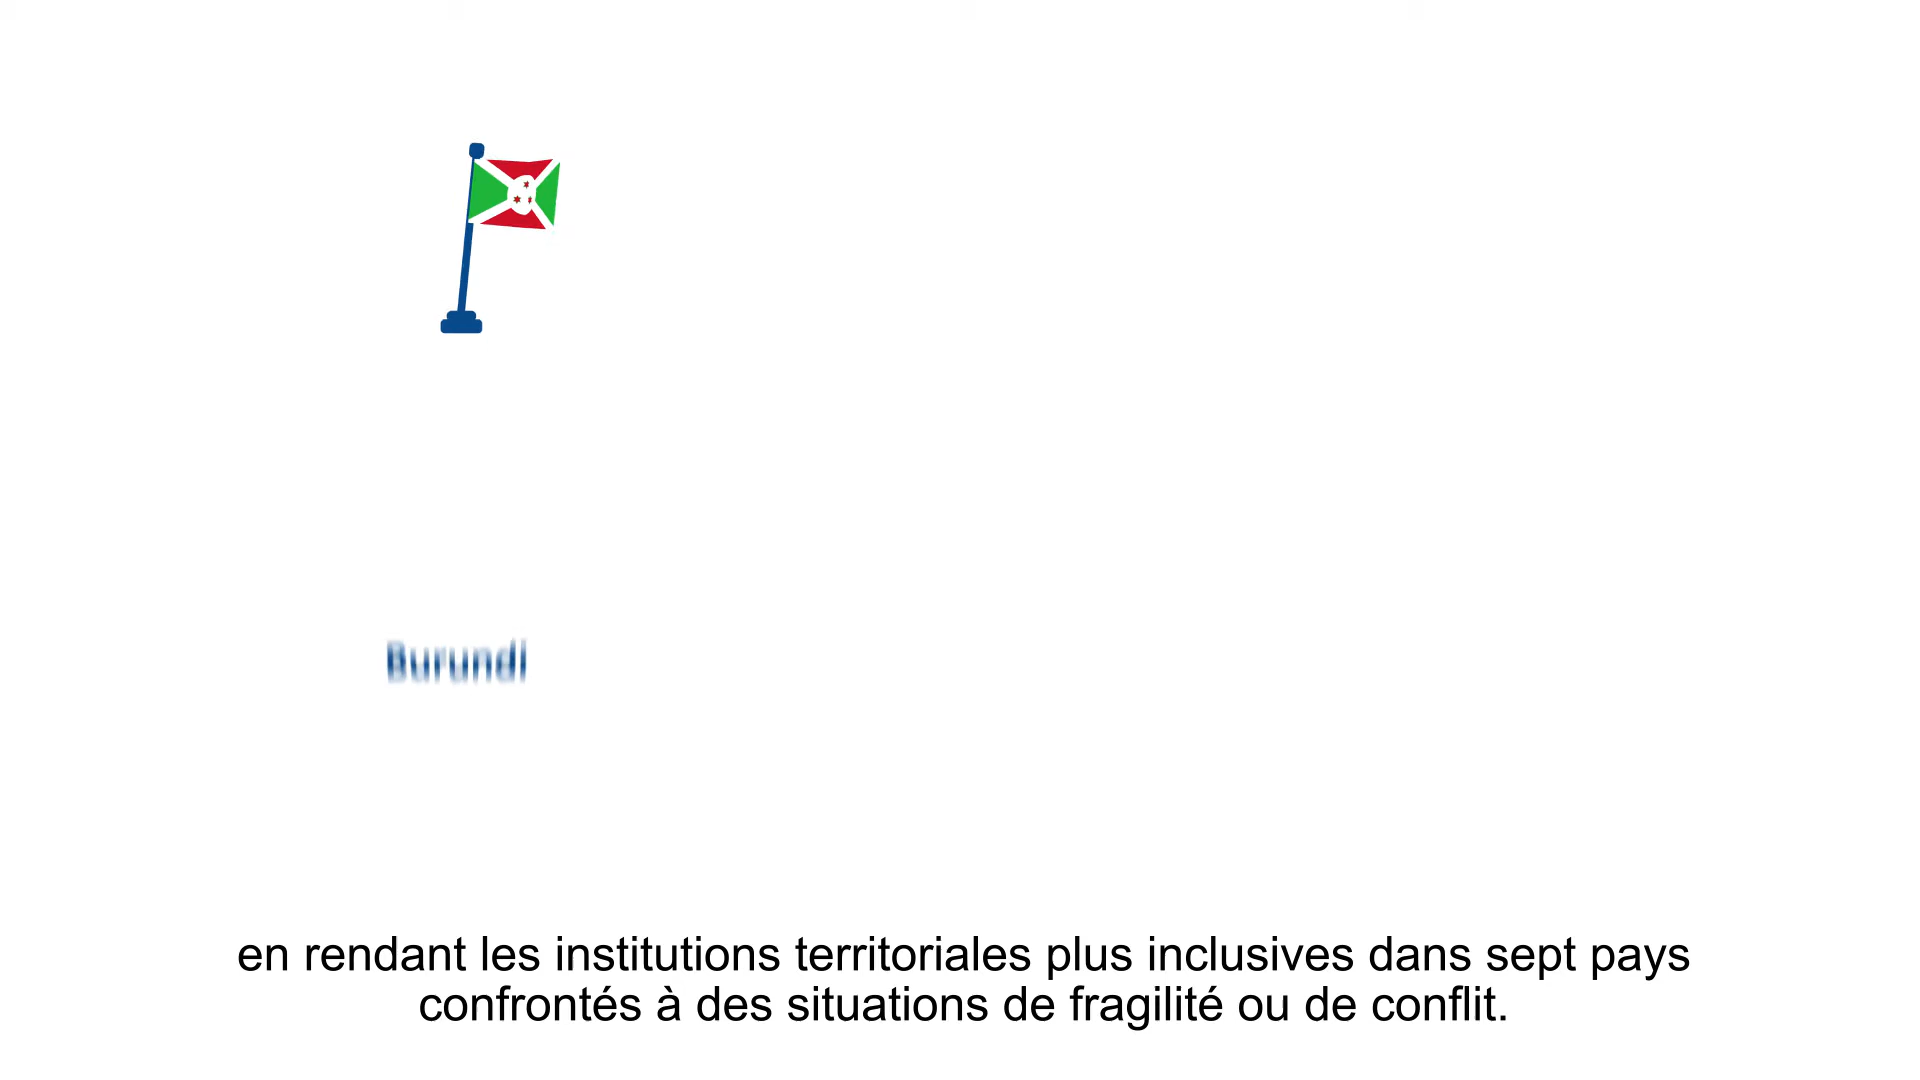 Burundi
en rendant les institutions territoriales plus inclusives dans sept pays
confrontés à des situations de fragilité ou de conflit.